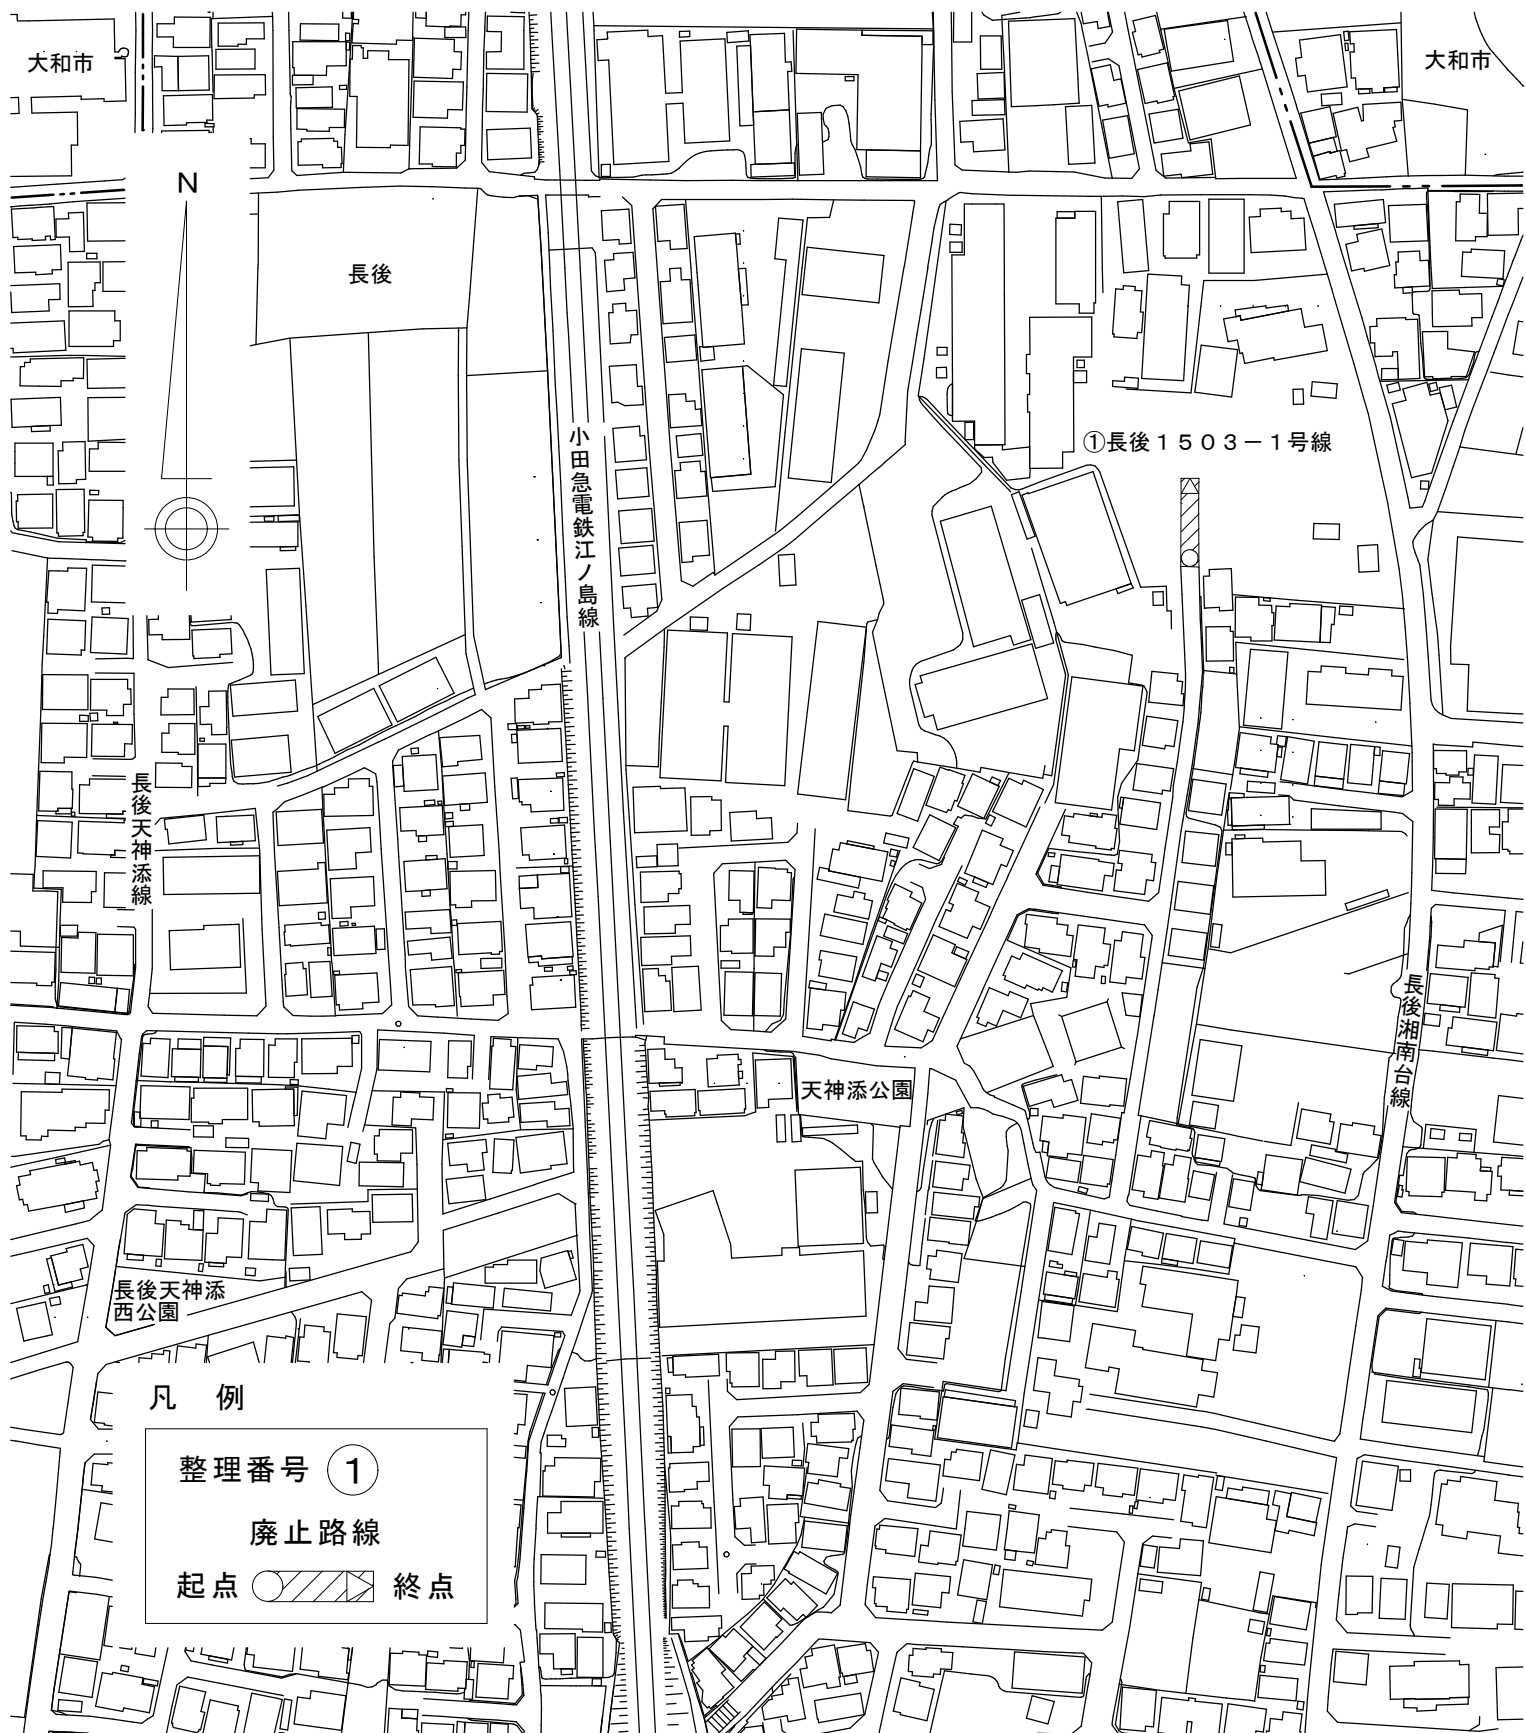 大和市
大和市
N
長後
小田急電鉄江ノ島線
①長後1503－1号線
長後天神添線
長後湘南台線
天神添公園
長後天神添
西公園
凡　例
整理番号 ①
廃止路線
起点 終点